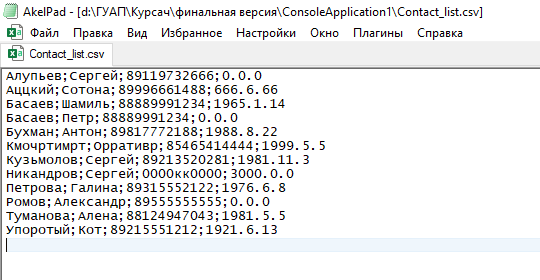 AkelPad - [d:\ГУАП\Курсач\финальная версия\ConsoleApplication1\Contact_list.csv]
Файл Правка Вид Избранное Настройки Окно Плагины Справка
Contact_list.csv
Алупьев;Сергей;89119732666;0.0.0
Аццкий;Сотона;89996661488;666.6.66
Басаев;Шамиль;88889991234;1965.1.14
Басаев;Петр;88889991234;0.0.0
Бухман;Антон;89817772188;1988.8.22
Кмочртимрт;Орративр;85465414444;1999.5.5
Кузьмолов;Сергей;89213520281;1981.11.3
Никандров;Сергей;0000кк0000;3000.0.0
Петрова;Галина;89315552122;1976.6.8
Ромов;Александр;89555555555;0.0.0
Туманова;Алена;88124947043;1981.5.5
Упоротый;Кот;89215551212;1921.6.13